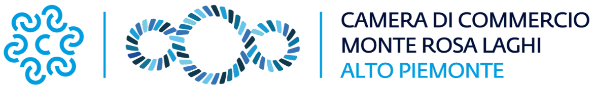 CAMERA DI COMMERCIO
MONTE ROSA LAGHI
ALTO PIEMONTE